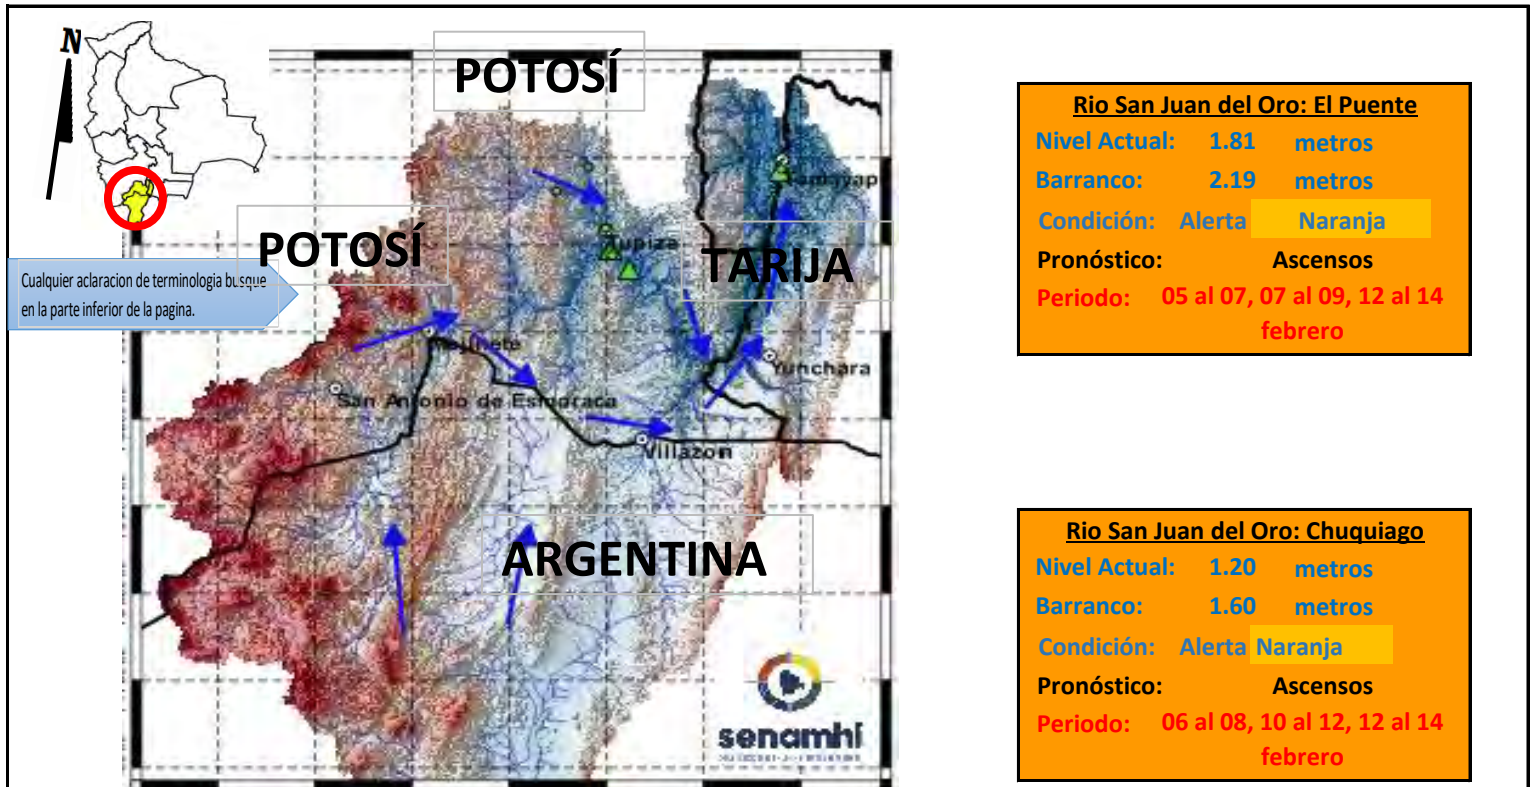 N
POTOSÍ
POTOSÍ
TARIJA
ARGENTINA
Cualquier aclaracion de terminologia busque
en la parte inferior de la pagina.
Tupiza
Yunchara
San Antonio de Esmoraca
Villazon
senamhi
Rio San Juan del Oro: El Puente
Nivel Actual: 1.81 metros
Barranco: 2.19 metros
Condición: Alerta Naranja
Pronóstico: Ascensos
Periodo: 05 al 07, 07 al 09, 12 al 14
febrero
Rio San Juan del Oro: Chuquiago
Nivel Actual: 1.20 metros
Barranco: 1.60 metros
Condición: Alerta Naranja
Pronóstico: Ascensos
Periodo: 06 al 08, 10 al 12, 12 al 14
febrero